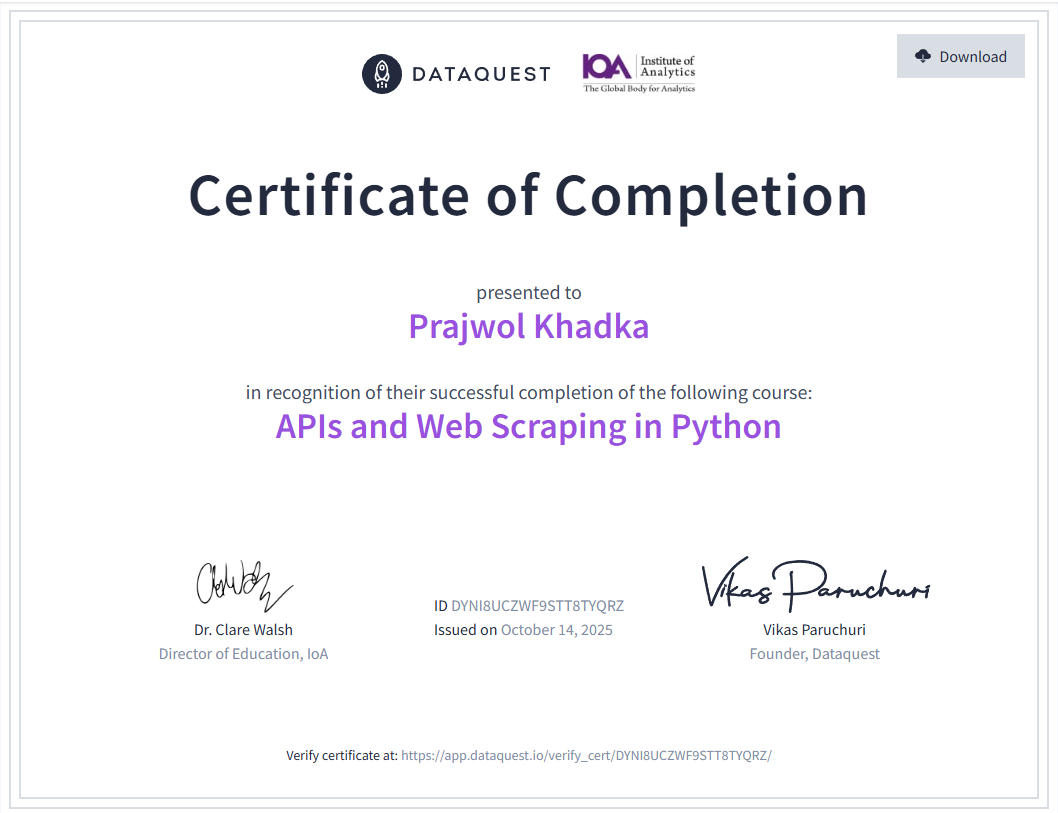 DATAQUEST
IOA Institute of
Analytics
The Global Body for Analytics
Download
Certificate of Completion
presented to
Prajwol Khadka
in recognition of their successful completion of the following course:
APIs and Web Scraping in Python
Vikas Paruchuri
Dr. Clare Walsh
Director of Education, IoA
ID DYNI8UCZWF9STT8TYQRZ
Issued on October 14, 2025
Vikas Paruchuri
Founder, Dataquest
Verify certificate at: https://app.dataquest.io/verify_cert/DYNI8UCZWF9STT8TYQRZ/